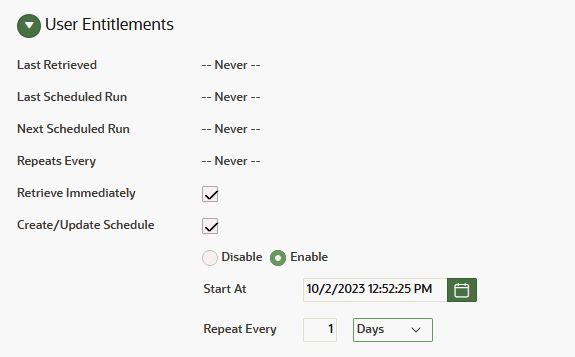 User Entitlements
Last Retrieved -- Never --
Last Scheduled Run -- Never --
Next Scheduled Run -- Never --
Repeats Every -- Never --
Retrieve Immediately
Create/Update Schedule
Disable Enable
Start At 10/2/2023 12:52:25 PM
Repeat Every 1 Days